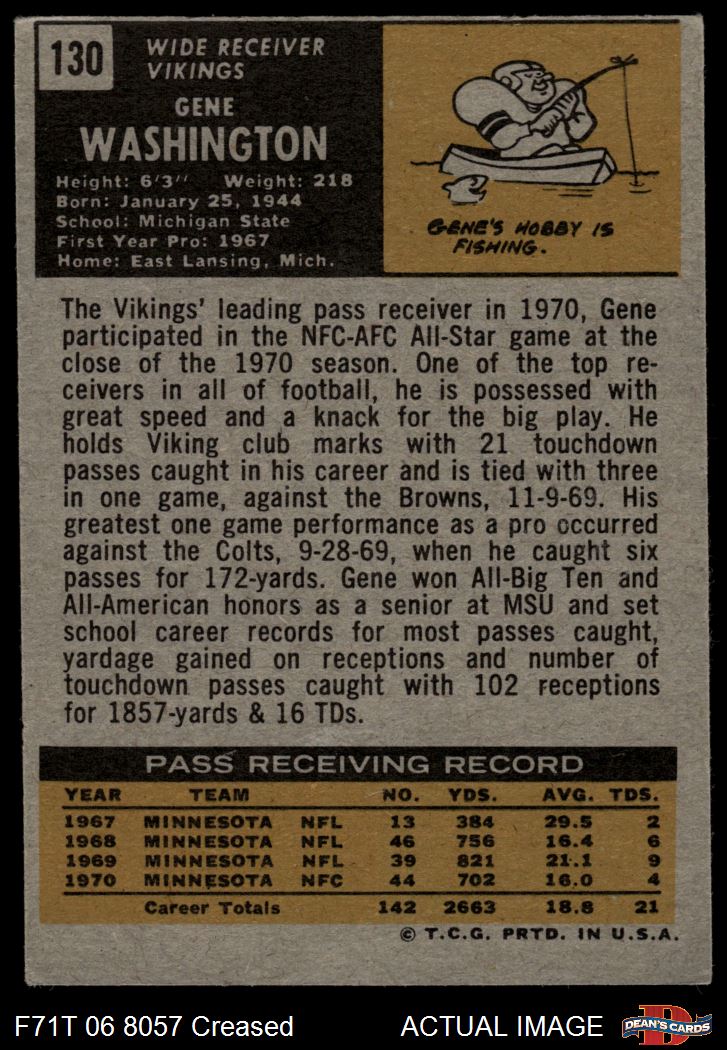 130
WIDE RECEIVER
VIKINGS
GENE
WASHINGTON
Height: 6'3" Weight: 218
Born: January 25, 1944
School: Michigan State
First Year Pro: 1967
Home: East Lansing, Mich.
GENE'S HOBBY IS
FISHING.
The Vikings' leading pass receiver in 1970, Gene
participated in the NFC-AFC All-Star game at the
close of the 1970 season. One of the top re-
ceivers in all of football, he is possessed with
great speed and a knack for the big play. He
holds Viking club marks with 21 touchdown
passes caught in his career and is tied with three
in one game, against the Browns, 11-9-69. His
greatest one game performance as a pro occurred
against the Colts, 9-28-69, when he caught six
passes for 172-yards. Gene won All-Big Ten and
All-American honors as a senior at MSU and set
school career records for most passes caught,
yardage gained on receptions and number of
touchdown passes caught with 102 receptions
for 1857-yards & 16 TDs.
PASS RECEIVING RECORD
YEAR TEAM NO. YDS. AVG. TDS.
1967 MINNESOTA NFL 13 384 29.5 2
1968 MINNESOTA NFL 46 756 16.4 6
1969 MINNESOTA NFL 39 821 21.1 9
1970 MINNESOTA NFC 44 702 16.0 4
Career Totals 142 2663 18.8 21
© T.C.G. PRTD. IN U.S.A.
F71T 06 8057 Creased ACTUAL IMAGE
D
DEAN'S CARDS